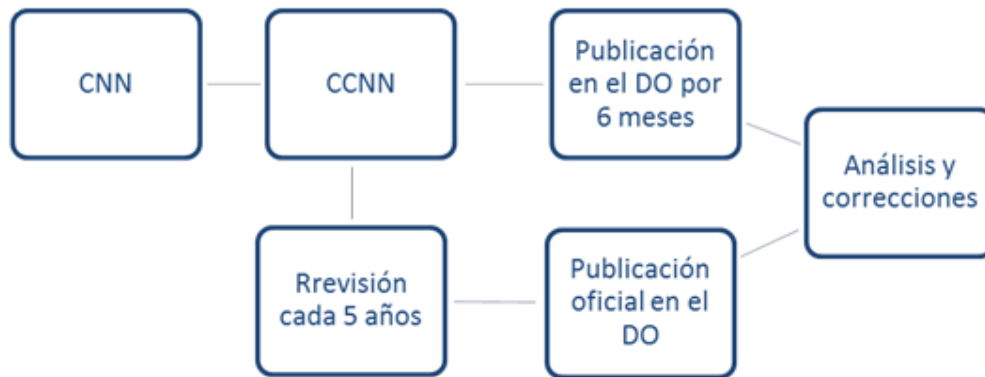 CNN
CCNN
Publicación
en el DO por
6 meses
Análisis y
correcciones
Publicación
oficial en el
DO
Rrevisión
cada 5 años